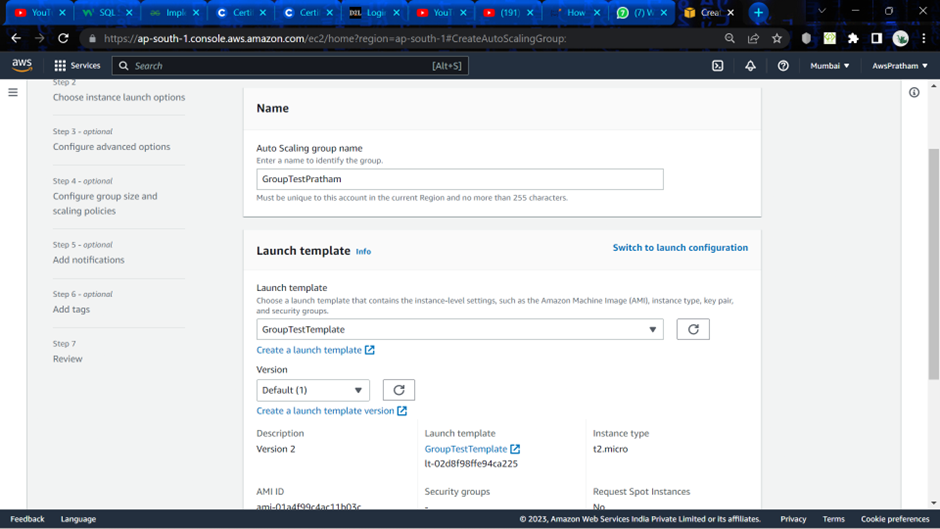 YouT
SQL
Imple
Certi
Certi
D2L Login
YouT
(191)
How
(7) W
Crea
https://ap-south-1.console.aws.amazon.com/ec2/home?region=ap-south-1#CreateAutoScalingGroup:
aws
Services
Search
[Alt+S]
Mumbai
AwsPratham
Step 2
Choose instance launch options
Step 3 - optional
Configure advanced options
Step 4 - optional
Configure group size and
scaling policies
Step 5 - optional
Add notifications
Step 6 - optional
Add tags
Step 7
Review
Name
Auto Scaling group name
Enter a name to identify the group.
GroupTestPratham
Must be unique to this account in the current Region and no more than 255 characters.
Launch template Info
Switch to launch configuration
Launch template
Choose a launch template that contains the instance-level settings, such as the Amazon Machine Image (AMI), instance type, key pair,
and security groups.
GroupTestTemplate
Create a launch template
Version
Default (1)
Create a launch template version
Description
Version 2
Launch template
GroupTestTemplate
lt-02d8f98ffe94ca225
Instance type
t2.micro
AMI ID
ami-01a4f99c4ac11b03c
Security groups
-
Request Spot Instances
No
Feedback
Language
© 2023, Amazon Web Services India Private Limited or its affiliates.
Privacy
Terms
Cookie preferences